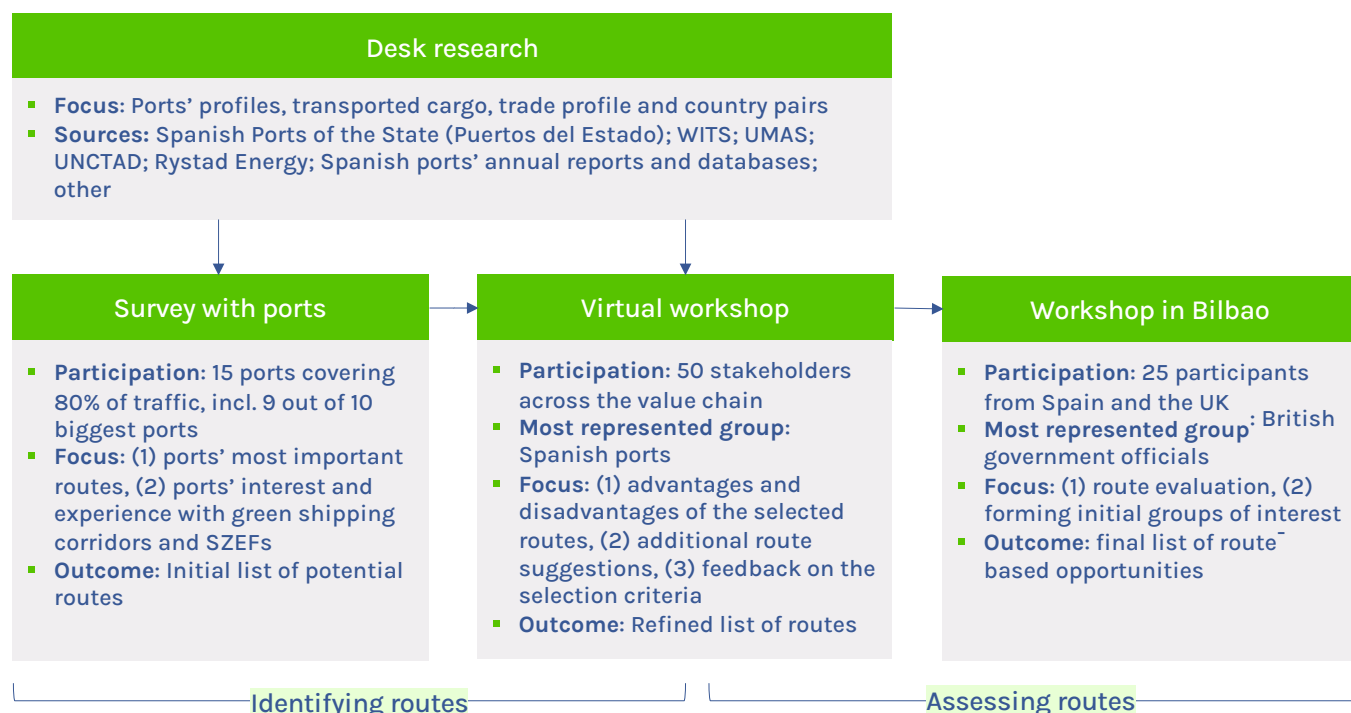 Desk research
▪ Focus: Ports’ profiles, transported cargo, trade profile and country pairs
▪ Sources: Spanish Ports of the State (Puertos del Estado); WITS; UMAS;
UNCTAD; Rystad Energy; Spanish ports’ annual reports and databases;
other
Survey with ports
▪ Participation: 15 ports covering
80% of traffic, incl. 9 out of 10
biggest ports
▪ Focus: (1) ports’ most important
routes, (2) ports’ interest and
experience with green shipping
corridors and SZEFs
▪ Outcome: Initial list of potential
routes
Virtual workshop
▪ Participation: 50 stakeholders
across the value chain
▪ Most represented group:
Spanish ports
▪ Focus: (1) advantages and
disadvantages of the selected
routes, (2) additional route
suggestions, (3) feedback on the
selection criteria
▪ Outcome: Refined list of routes
Workshop in Bilbao
▪ Participation: 25 participants
from Spain and the UK
▪ Most represented group: British
government officials
▪ Focus: (1) route evaluation, (2)
forming initial groups of interest
▪ Outcome: final list of route-
based opportunities
Identifying routes
Assessing routes